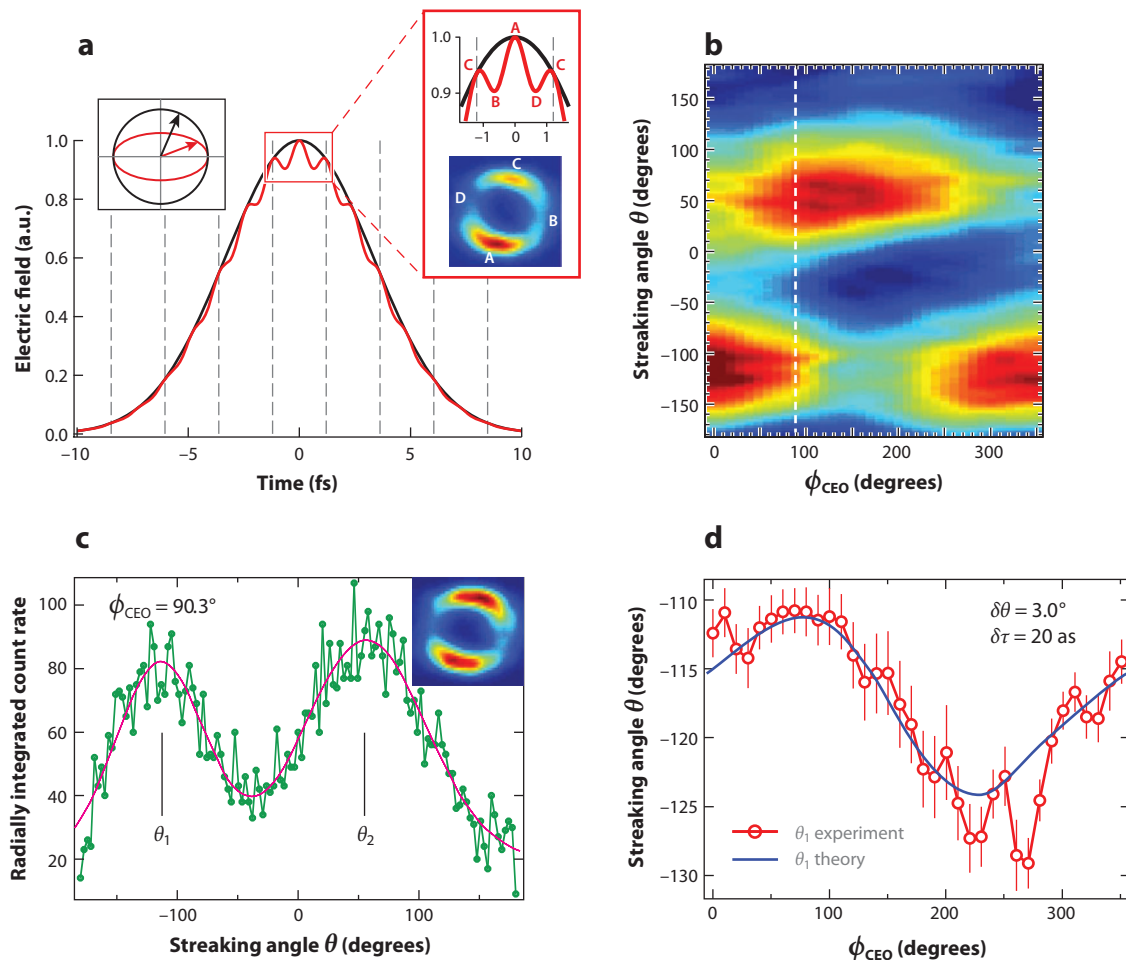 a
1.0
0.8
0.6
0.4
0.2
0.0
Electric field (a.u.)
−10
−5
0
5
10
Time (fs)
1.0
0.9
A
C
C
B
D
−1
0
1
C
D
B
A
b
150
100
50
0
−50
−100
−150
Streaking angle θ (degrees)
0
100
200
300
ϕCEO (degrees)
c
ϕCEO = 90.3°
100
80
60
40
20
Radially integrated count rate
θ1
θ2
−100
0
100
Streaking angle θ (degrees)
d
δθ = 3.0°
δτ = 20 as
−110
−115
−120
−125
−130
Streaking angle θ (degrees)
θ1 experiment
θ1 theory
0
100
200
300
ϕCEO (degrees)